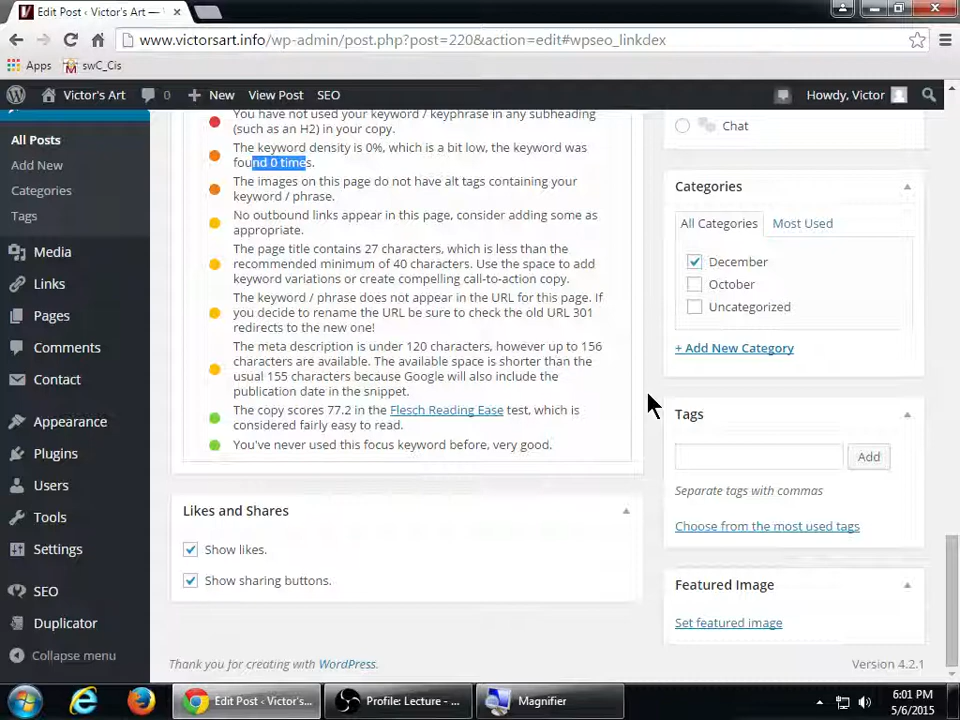 Edit Post ‹ Victor's Art —
www.victorsart.info/wp-admin/post.php?post=220&action=edit#wpseo_linkdex
Apps
swC_Cis
Victor's Art
0
New
View Post
SEO
Howdy, Victor
All Posts
Add New
Categories
Tags
Media
Links
Pages
Comments
Contact
Appearance
Plugins
Users
Tools
Settings
SEO
Duplicator
Collapse menu
You have not used your keyword / keyphrase in any subheading
(such as an H2) in your copy.
The keyword density is 0%, which is a bit low, the keyword was
found 0 times.
The images on this page do not have alt tags containing your
keyword / phrase.
No outbound links appear in this page, consider adding some as
appropriate.
The page title contains 27 characters, which is less than the
recommended minimum of 40 characters. Use the space to add
keyword variations or create compelling call-to-action copy.
The keyword / phrase does not appear in the URL for this page. If
you decide to rename the URL be sure to check the old URL 301
redirects to the new one!
The meta description is under 120 characters, however up to 156
characters are available. The available space is shorter than the
usual 155 characters because Google will also include the
publication date in the snippet.
The copy scores 77.2 in the Flesch Reading Ease test, which is
considered fairly easy to read.
You've never used this focus keyword before, very good.
Likes and Shares
Show likes.
Show sharing buttons.
Chat
Categories
All Categories
Most Used
December
October
Uncategorized
+ Add New Category
Tags
Add
Separate tags with commas
Choose from the most used tags
Featured Image
Set featured image
Thank you for creating with WordPress.
Version 4.2.1
Edit Post ‹ Victor's...
Profile: Lecture - ...
Magnifier
6:01 PM
5/6/2015